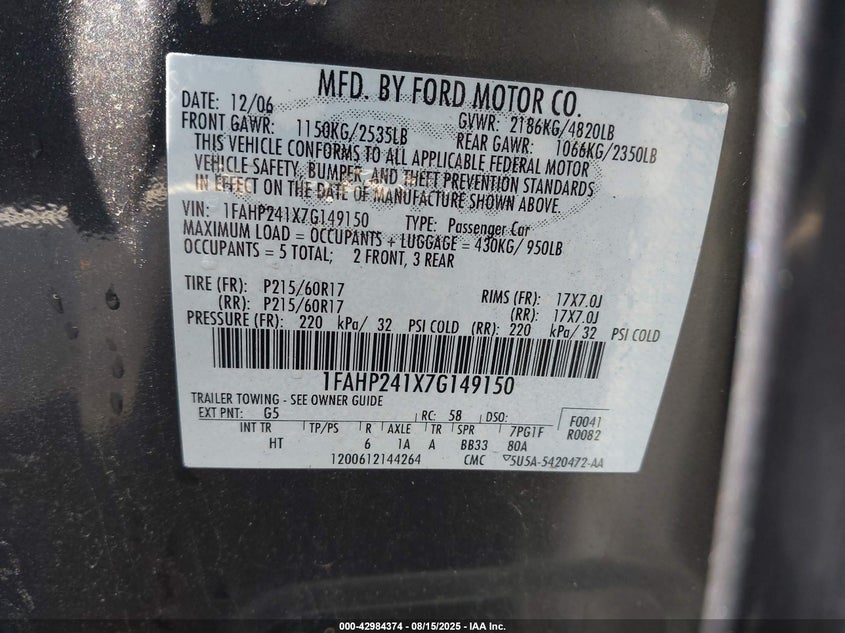 MFD. BY FORD MOTOR CO.
DATE: 12/06 GVWR: 2186KG/4820LB
FRONT GAWR: 1150KG/2535LB REAR GAWR: 1066KG/2350LB
THIS VEHICLE CONFORMS TO ALL APPLICABLE FEDERAL MOTOR
VEHICLE SAFETY, BUMPER, AND THEFT PREVENTION STANDARDS
IN EFFECT ON THE DATE OF MANUFACTURE SHOWN ABOVE.
VIN: 1FAHP241X7G149150 TYPE: Passenger Car
MAXIMUM LOAD = OCCUPANTS + LUGGAGE = 430KG/ 950LB
OCCUPANTS = 5 TOTAL; 2 FRONT, 3 REAR
TIRE (FR): P215/60R17 RIMS (FR): 17X7.0J
(RR): P215/60R17 (RR): 17X7.0J
PRESSURE (FR): 220 kPa/ 32 PSI COLD (RR): 220 kPa/ 32 PSI COLD
1FAHP241X7G149150
TRAILER TOWING - SEE OWNER GUIDE
EXT PNT: G5 RC: 58 DSO: F0041
INT TR TP/PS R AXLE TR SPR 7PG1F R0082
HT 6 1A A BB33 80A
1200612144264 CMC ▽5U5A-5420472-AA
000-42984374 - 08/15/2025 - IAA Inc.